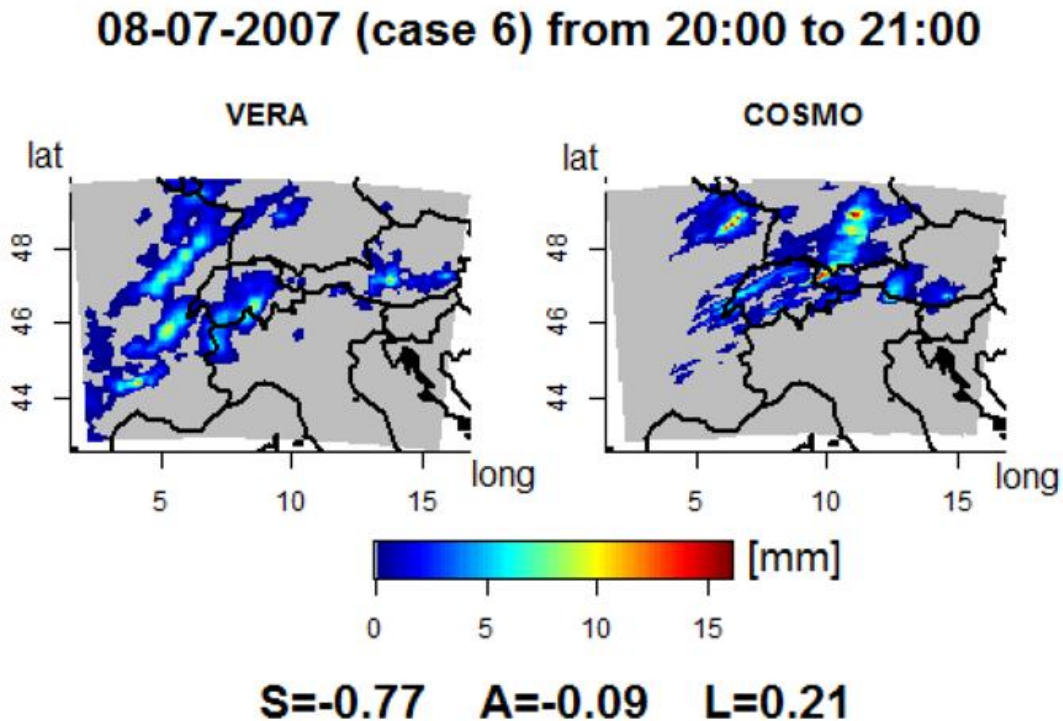 08-07-2007 (case 6) from 20:00 to 21:00
VERA COSMO
lat lat
48 48
46 46
44 44
long long
5 10 15 5 10 15
[mm]
0 5 10 15
S=-0.77 A=-0.09 L=0.21